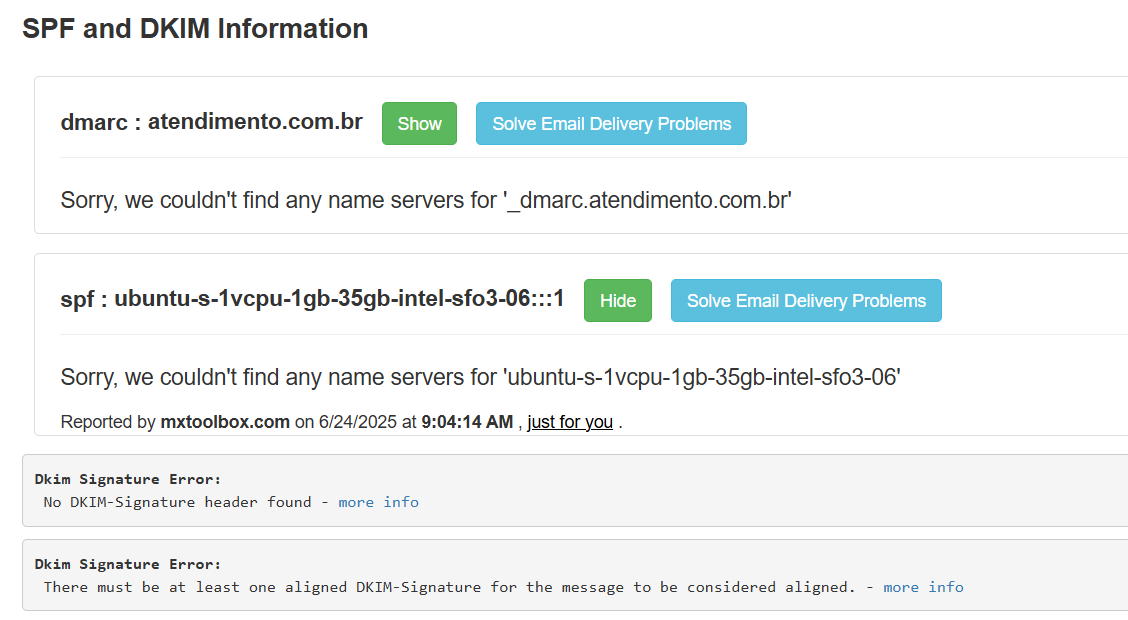 SPF and DKIM Information
dmarc : atendimento.com.br Show Solve Email Delivery Problems
Sorry, we couldn't find any name servers for '_dmarc.atendimento.com.br'
spf : ubuntu-s-1vcpu-1gb-35gb-intel-sfo3-06:::1 Hide Solve Email Delivery Problems
Sorry, we couldn't find any name servers for 'ubuntu-s-1vcpu-1gb-35gb-intel-sfo3-06'
Reported by mxtoolbox.com on 6/24/2025 at 9:04:14 AM , just for you .
Dkim Signature Error:
No DKIM-Signature header found - more info
Dkim Signature Error:
There must be at least one aligned DKIM-Signature for the message to be considered aligned. - more info